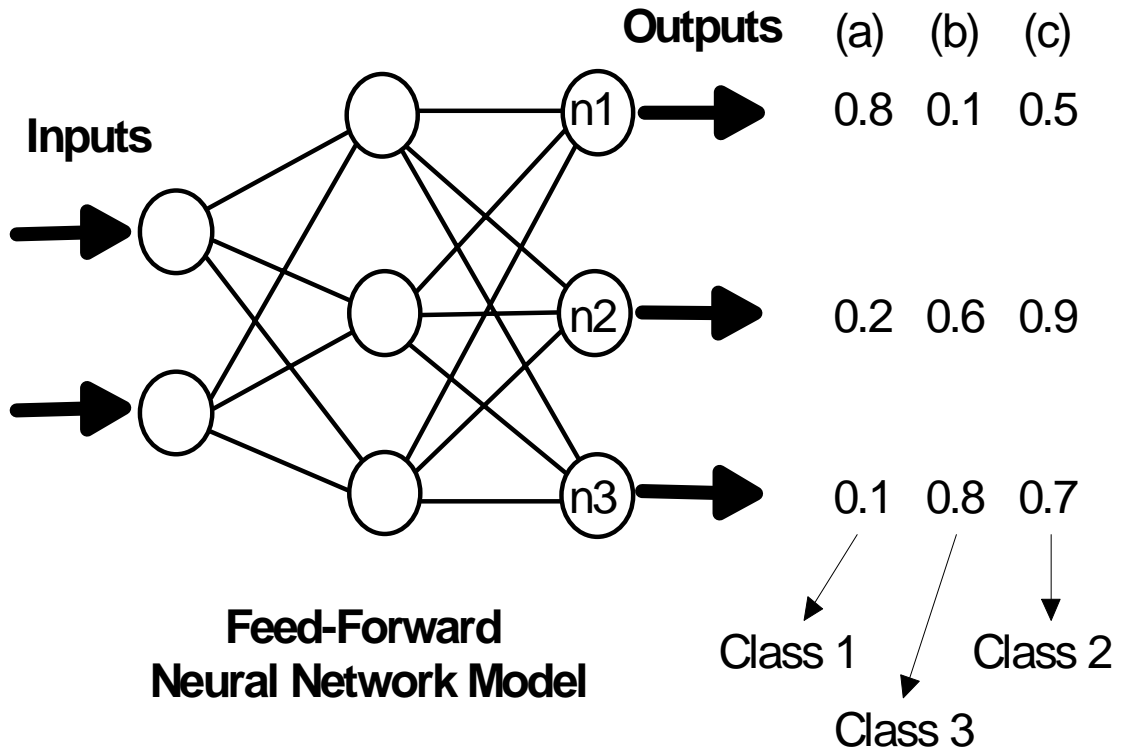 Outputs (a) (b) (c)
n1 0.8 0.1 0.5
Inputs
n2 0.2 0.6 0.9
n3 0.1 0.8 0.7
Feed-Forward
Neural Network Model
Class 1 Class 2
Class 3